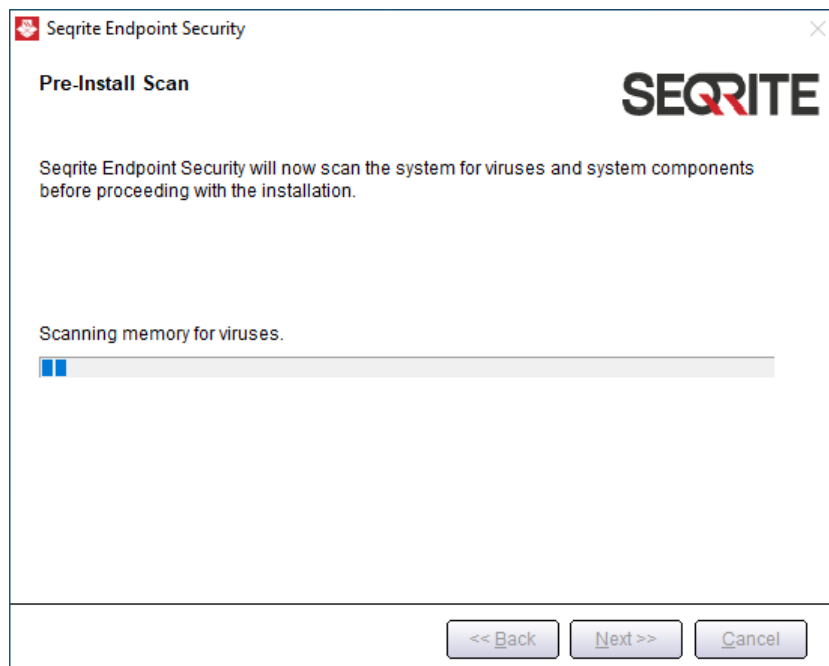 Seqrite Endpoint Security
Pre-Install Scan
SEQRITE
Seqrite Endpoint Security will now scan the system for viruses and system components
before proceeding with the installation.
Scanning memory for viruses.
<< Back
Next >>
Cancel